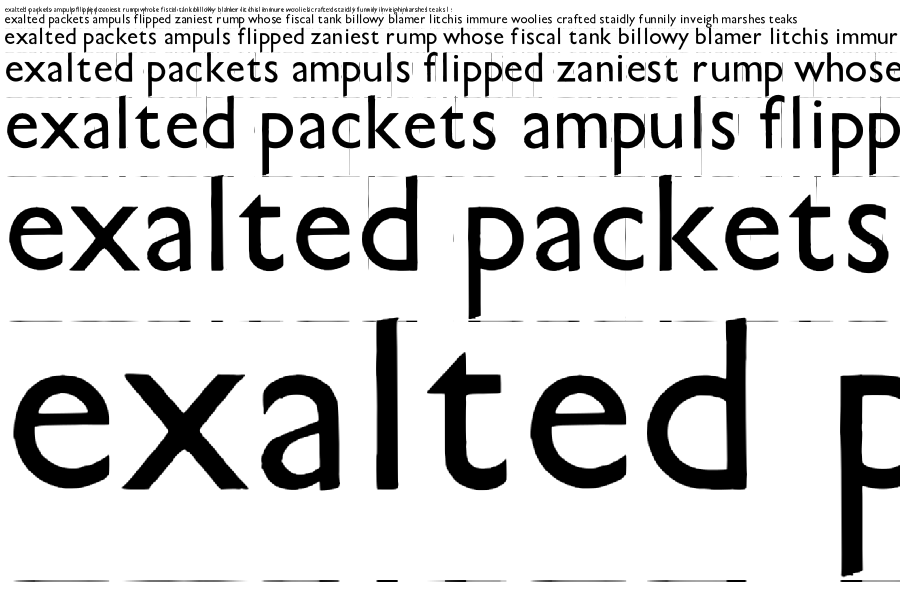 exalted packets ampuls flipped zaniest rump whose fiscal tank billowy blamer litchis immure woolies crafted staidly funnily inveigh marshes teaks
exalted packets ampuls flipped zaniest rump whose fiscal tank billowy blamer litchis immure woolies crafted staidly funnily inveigh marshes teaks
exalted packets ampuls flipped zaniest rump whose fiscal tank billowy blamer litchis immur
exalted packets ampuls flipped zaniest rump whose
exalted packets ampuls flipp
exalted packets
exalted p